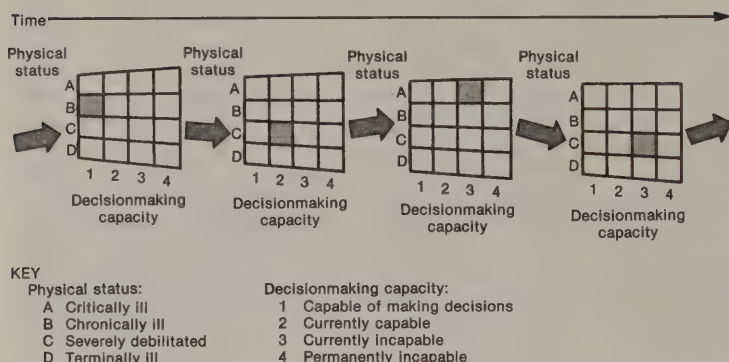 Time
Physical status
A
B
C
D
1 2 3 4
Decisionmaking capacity
Physical status
A
B
C
D
1 2 3 4
Decisionmaking capacity
Physical status
A
B
C
D
1 2 3 4
Decisionmaking capacity
Physical status
A
B
C
D
1 2 3 4
Decisionmaking capacity
KEY
Physical status:
A Critically ill
B Chronically ill
C Severely debilitated
D Terminally ill
Decisionmaking capacity:
1 Capable of making decisions
2 Currently capable
3 Currently incapable
4 Permanently incapable